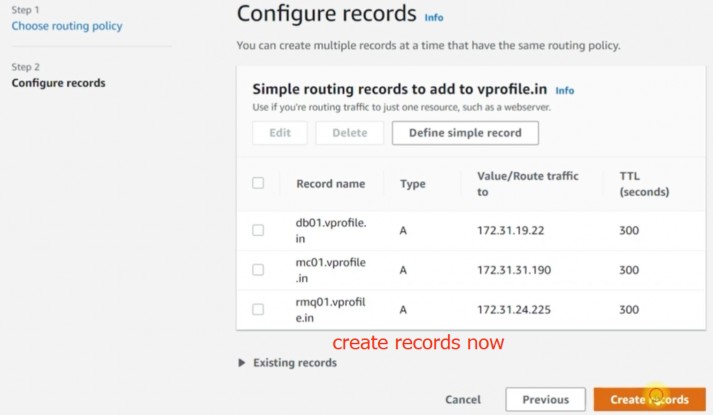 Step 1
Choose routing policy
Step 2
Configure records
Configure records Info
You can create multiple records at a time that have the same routing policy.
Simple routing records to add to vprofile.in Info
Use if you're routing traffic to just one resource, such as a webserver.
Edit Delete Define simple record
Record name Type Value/Route traffic to TTL (seconds)
db01.vprofile.
in A 172.31.19.22 300
mc01.vprofile
.in A 172.31.31.190 300
rmq01.vprofil
e.in A 172.31.24.225 300
create records now
Existing records
Cancel Previous Create records